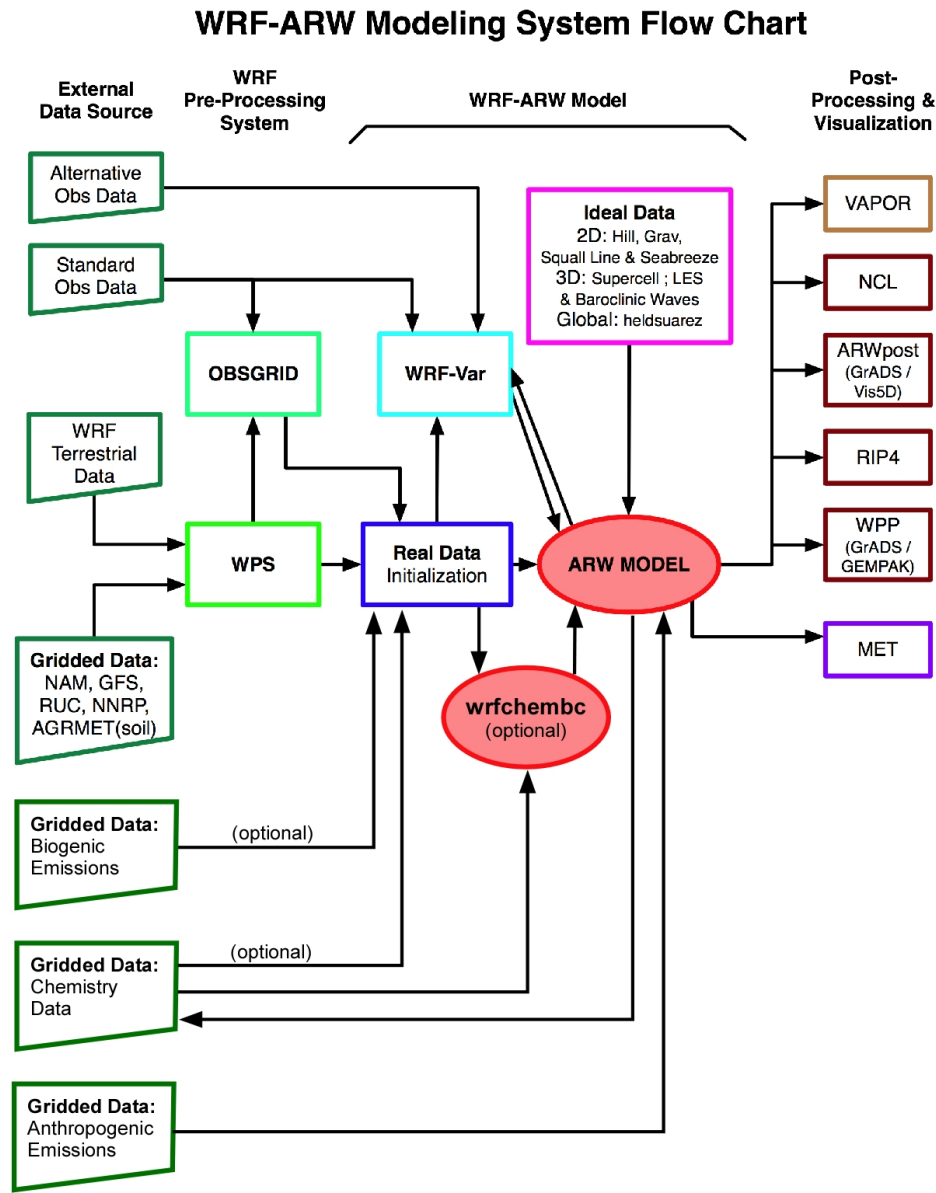 WRF-ARW Modeling System Flow Chart
External
Data Source
WRF
Pre-Processing
System
WRF-ARW Model
Post-
Processing &
Visualization
Alternative
Obs Data
Standard
Obs Data
OBSGRID
WRF-Var
Ideal Data
2D: Hill, Grav,
Squall Line & Seabreeze
3D: Supercell ; LES
& Baroclinic Waves
Global: heldsuarez
VAPOR
NCL
ARWpost
(GrADS /
Vis5D)
RIP4
WPP
(GrADS /
GEMPAK)
MET
WRF
Terrestrial
Data
WPS
Real Data
Initialization
ARW MODEL
Gridded Data:
NAM, GFS,
RUC, NNRP,
AGRMET(soil)
wrfchembc
(optional)
Gridded Data:
Biogenic
Emissions
(optional)
Gridded Data:
Chemistry
Data
(optional)
Gridded Data:
Anthropogenic
Emissions